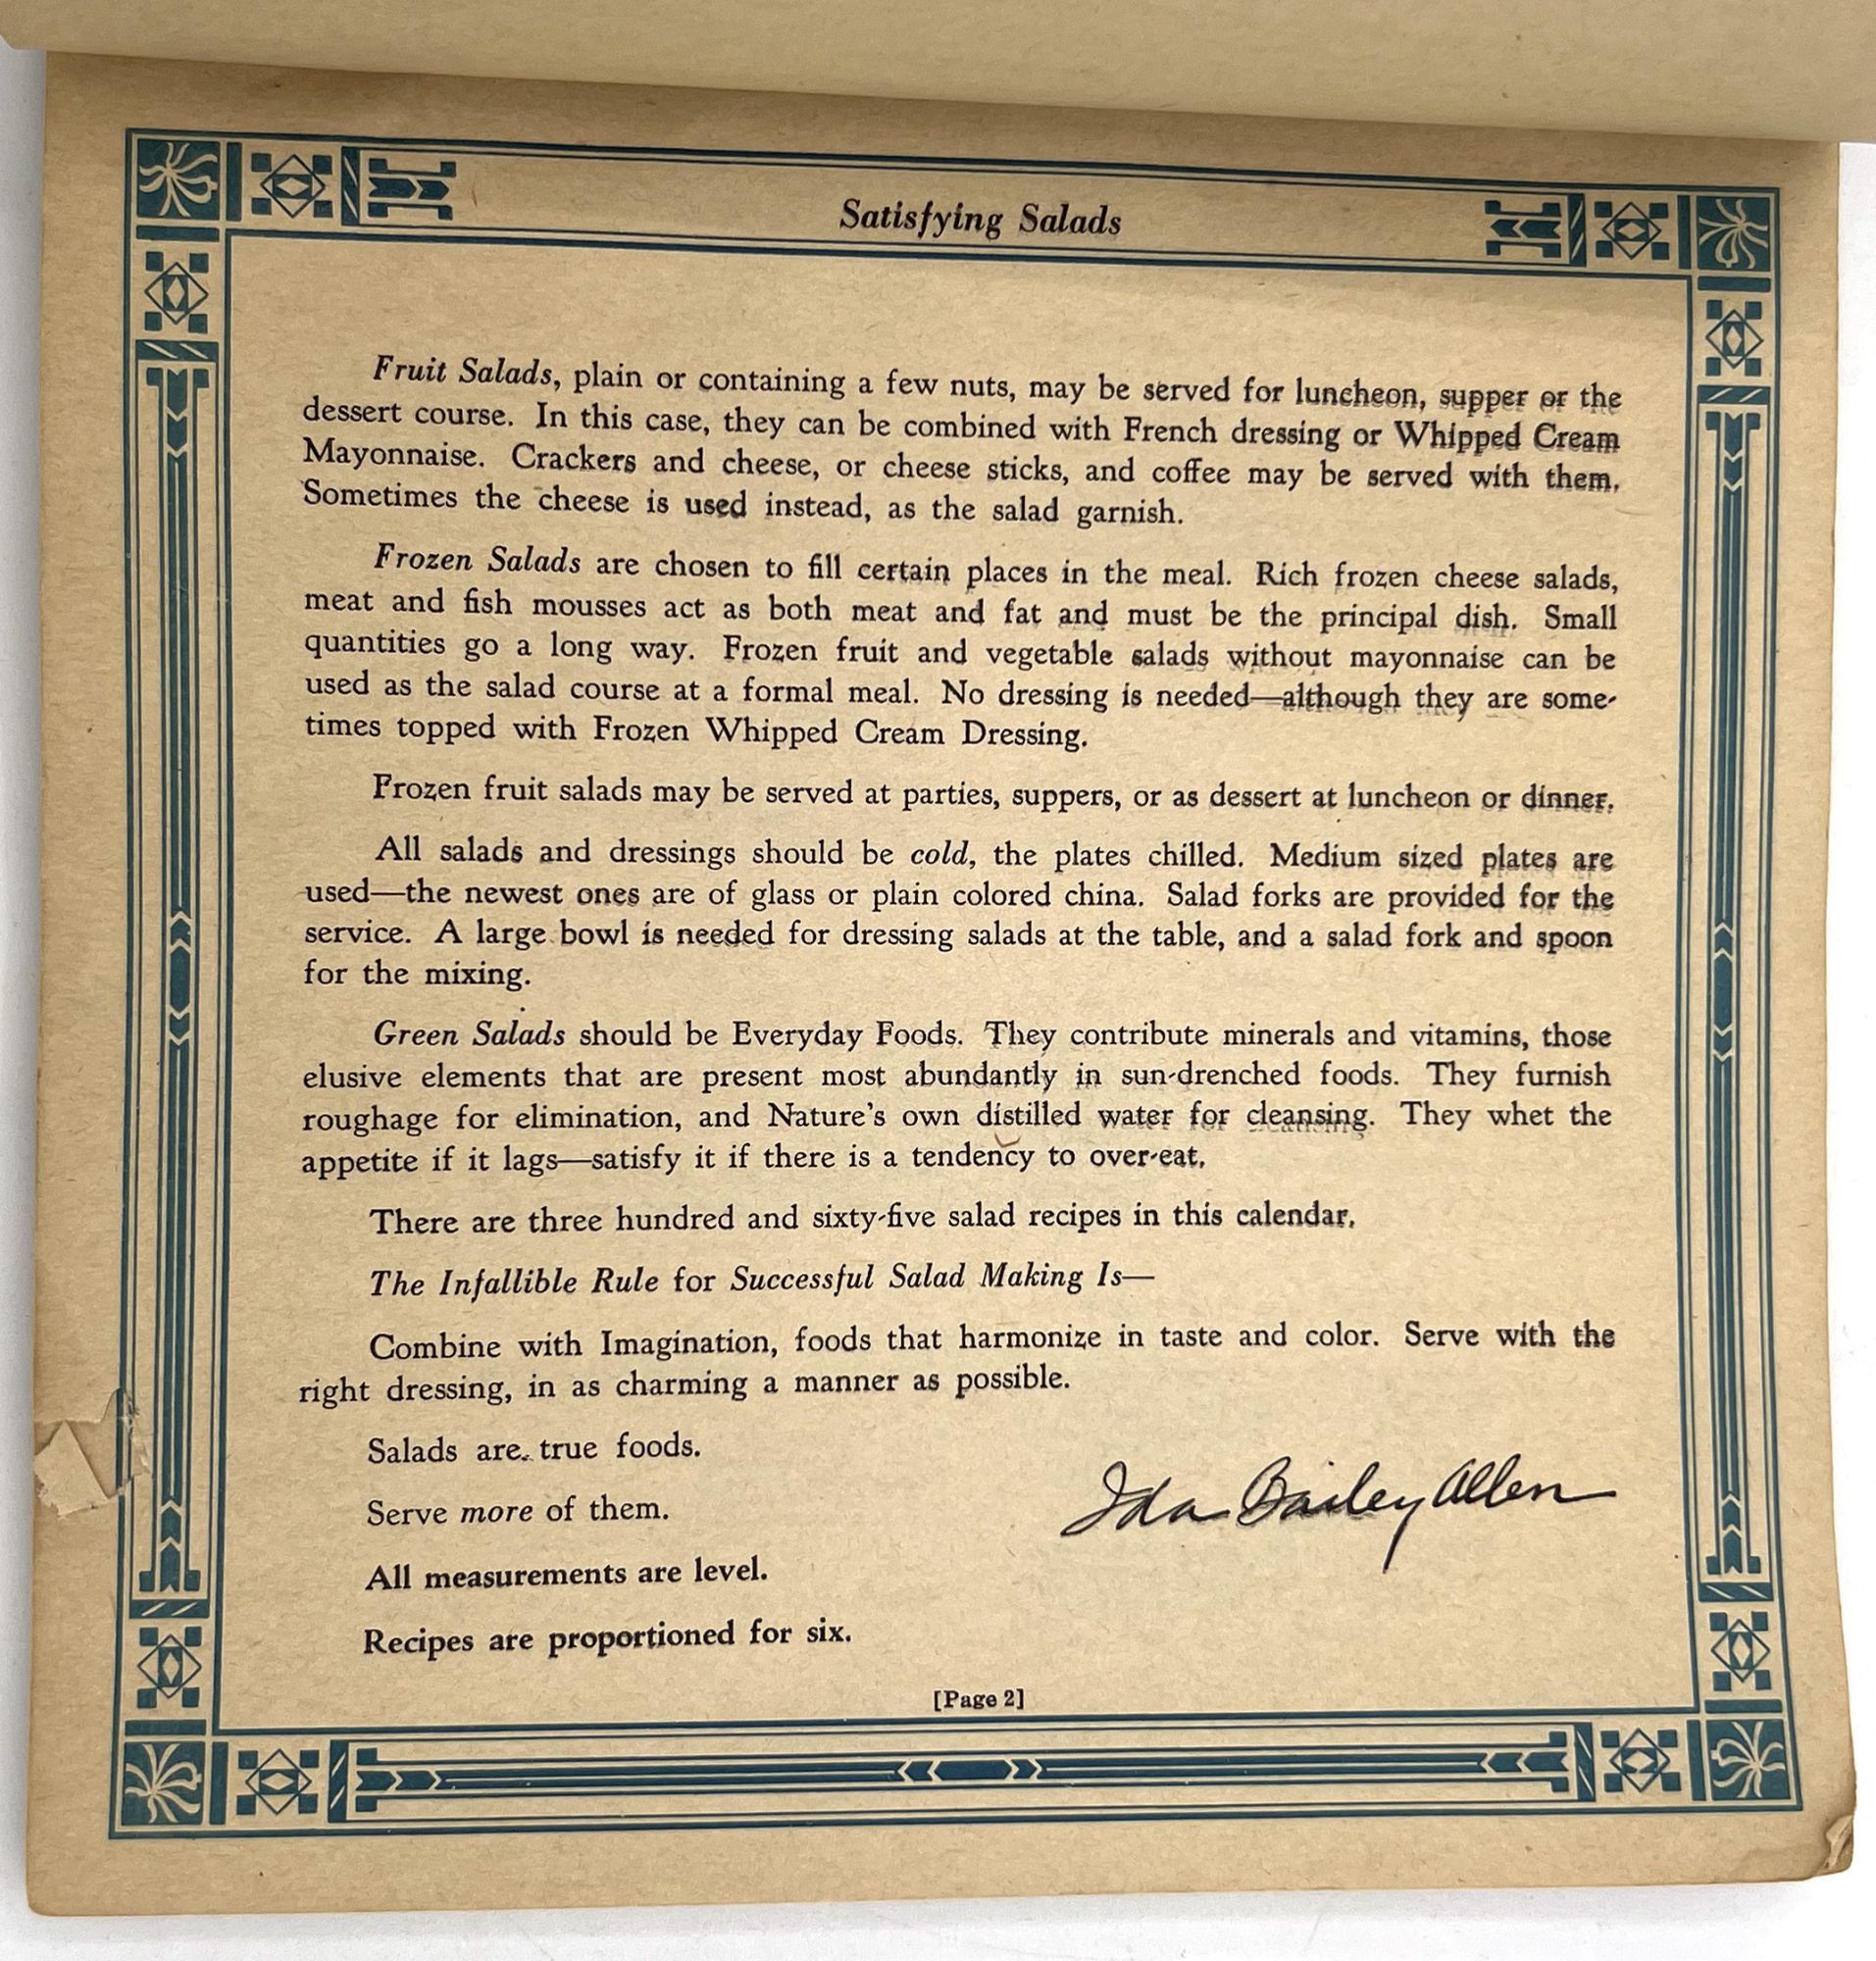 Satisfying Salads
Fruit Salads, plain or containing a few nuts, may be served for luncheon, supper or the
dessert course. In this case, they can be combined with French dressing or Whipped Cream
Mayonnaise. Crackers and cheese, or cheese sticks, and coffee may be served with them.
Sometimes the cheese is used instead, as the salad garnish.
Frozen Salads are chosen to fill certain places in the meal. Rich frozen cheese salads,
meat and fish mousses act as both meat and fat and must be the principal dish. Small
quantities go a long way. Frozen fruit and vegetable salads without mayonnaise can be
used as the salad course at a formal meal. No dressing is needed—although they are some-
times topped with Frozen Whipped Cream Dressing.
Frozen fruit salads may be served at parties, suppers, or as dessert at luncheon or dinner.
All salads and dressings should be cold, the plates chilled. Medium sized plates are
used—the newest ones are of glass or plain colored china. Salad forks are provided for the
service. A large bowl is needed for dressing salads at the table, and a salad fork and spoon
for the mixing.
Green Salads should be Everyday Foods. They contribute minerals and vitamins, those
elusive elements that are present most abundantly in sun-drenched foods. They furnish
roughage for elimination, and Nature's own distilled water for cleansing. They whet the
appetite if it lags—satisfy it if there is a tendency to over-eat.
There are three hundred and sixty-five salad recipes in this calendar.
The Infallible Rule for Successful Salad Making Is—
Combine with Imagination, foods that harmonize in taste and color. Serve with the
right dressing, in as charming a manner as possible.
Salads are true foods.
Serve more of them.
Ida Bailey Allen
All measurements are level.
Recipes are proportioned for six.
[Page 2]